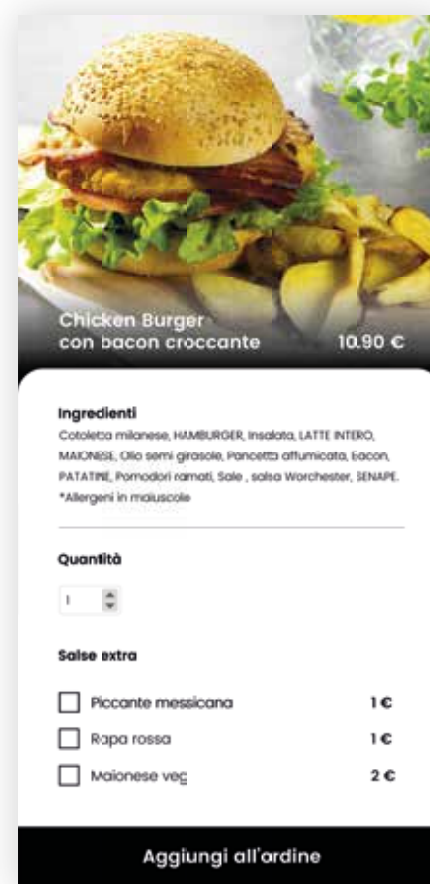 Chicken Burger
con bacon croccante 10.90 €
Ingredienti
Cotoletta milanese, HAMBURGER, Insalata, LATTE INTERO,
MAIONESE, Olio semi girasole, Pancetta affumicata, Bacon,
PATATINE, Pomodori ramati, Sale , salsa Worchester, SENAPE.
*Allergeni in maiuscole
Quantità
1
Salse extra
Piccante messicana 1 €
Rapa rossa 1 €
Maionese veg 2 €
Aggiungi all'ordine